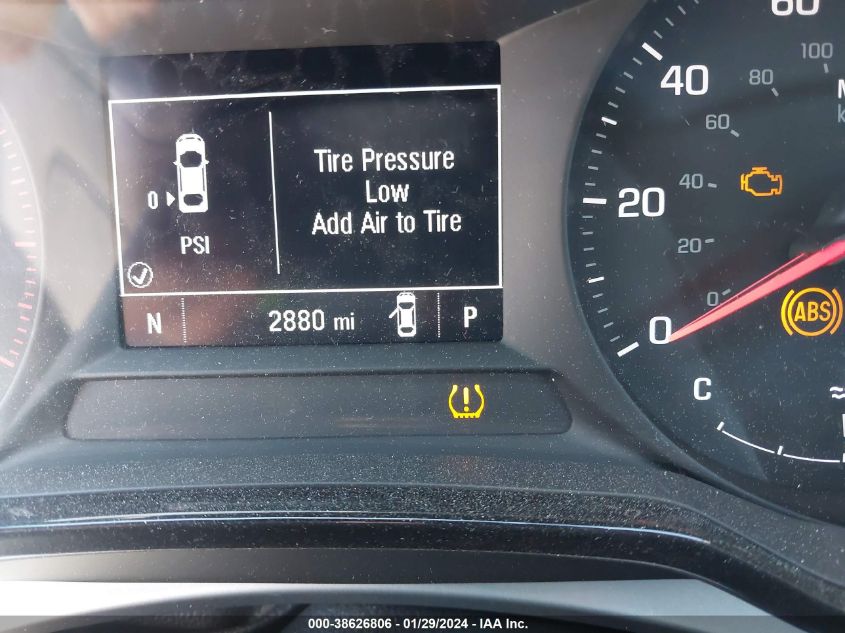 Tire Pressure
Low
Add Air to Tire
0
PSI
N
2880 mi
P
60
40
20
0
100
80
60
40
20
0
ABS
C
000-38626806 - 01/29/2024 - IAA Inc.